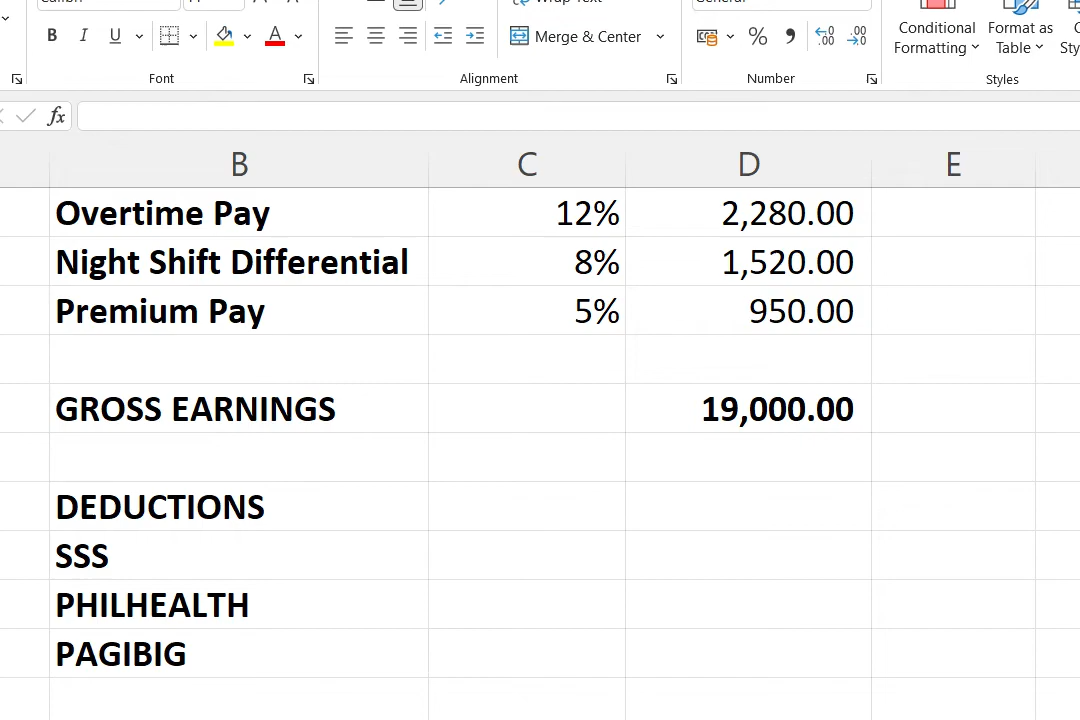 Merge & Center
B I U A
% 9
Conditional Formatting
Format as Table
Font
Alignment
Number
Styles
fx
B C D E
Overtime Pay 12% 2,280.00
Night Shift Differential 8% 1,520.00
Premium Pay 5% 950.00
GROSS EARNINGS 19,000.00
DEDUCTIONS
SSS
PHILHEALTH
PAGIBIG